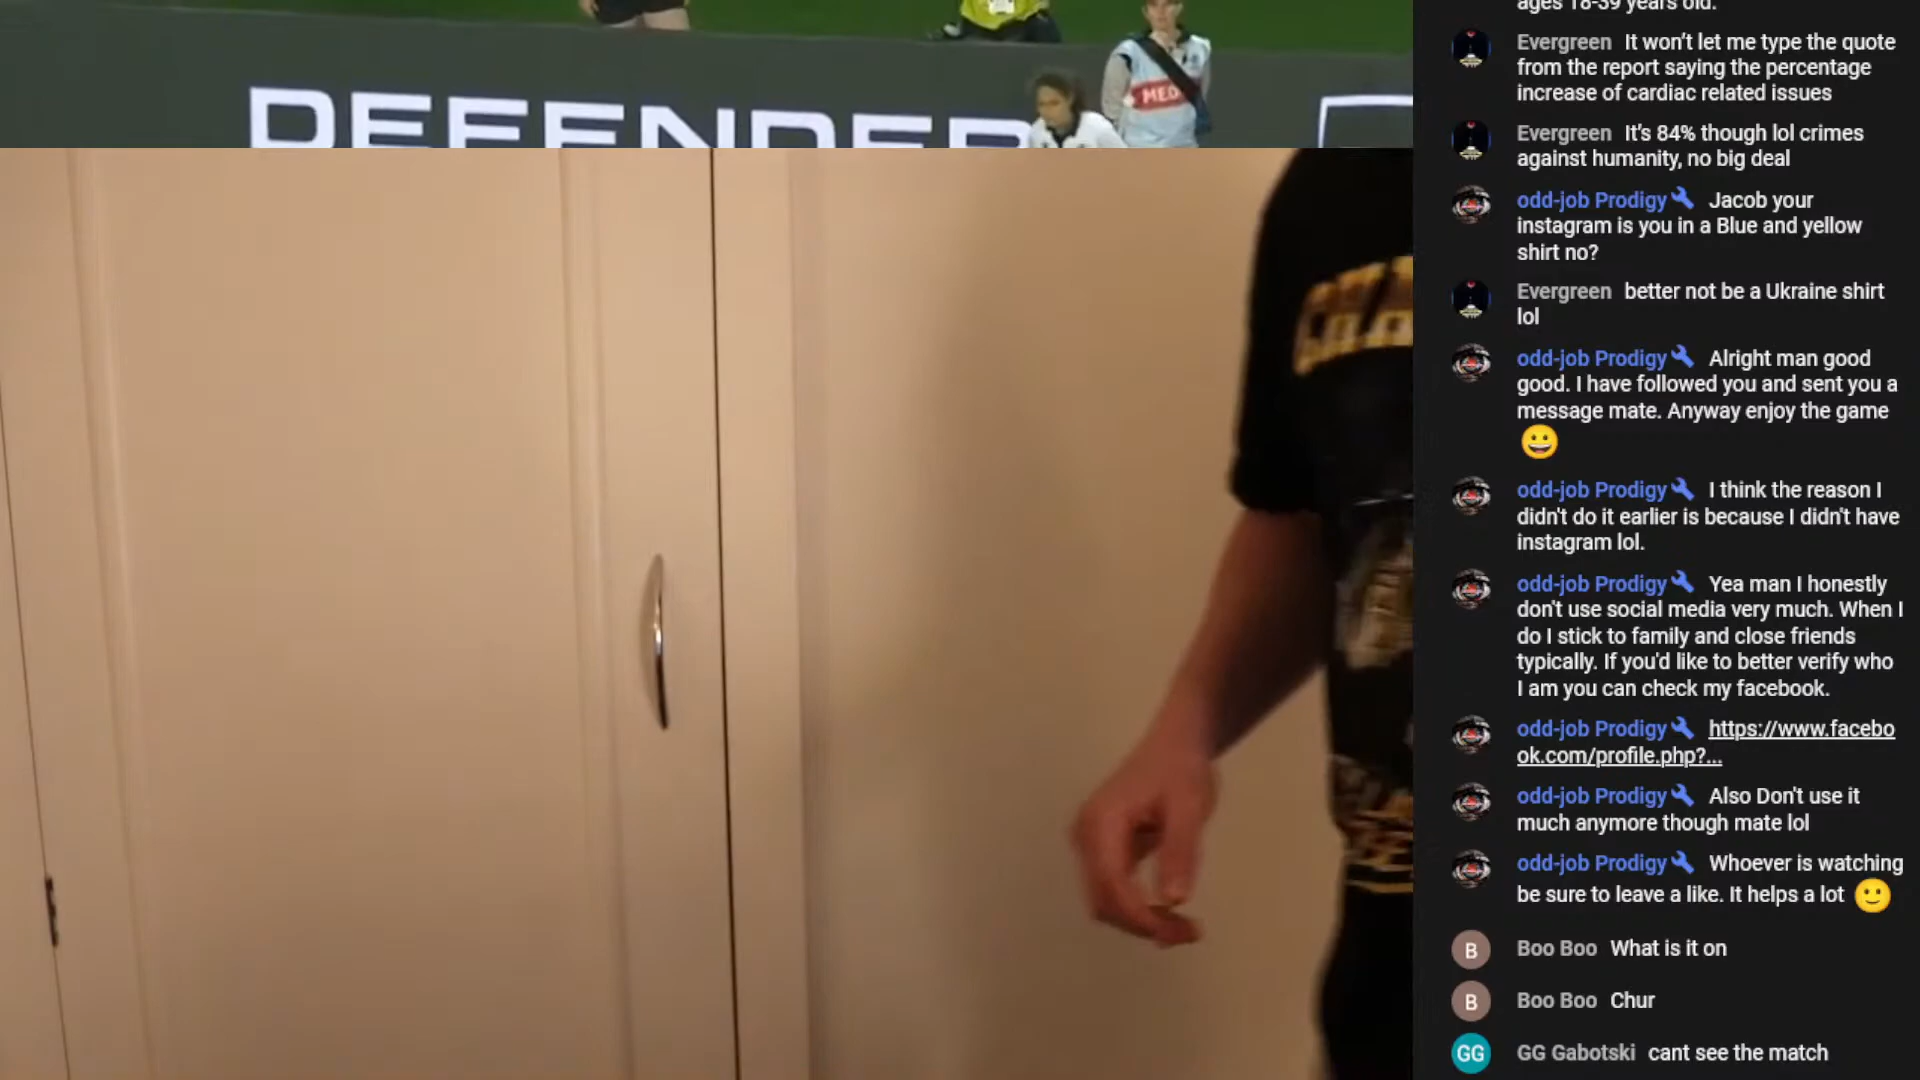 DEFENDER
MED
ages 18-39 years old.
Evergreen It won't let me type the quote
from the report saying the percentage
increase of cardiac related issues
Evergreen It's 84% though lol crimes
against humanity, no big deal
odd-job Prodigy Jacob your
instagram is you in a Blue and yellow
shirt no?
Evergreen better not be a Ukraine shirt
lol
odd-job Prodigy Alright man good
good. I have followed you and sent you a
message mate. Anyway enjoy the game
😀
odd-job Prodigy I think the reason I
didn't do it earlier is because I didn't have
instagram lol.
odd-job Prodigy Yea man I honestly
don't use social media very much. When I
do I stick to family and close friends
typically. If you'd like to better verify who
I am you can check my facebook.
odd-job Prodigy https://www.facebo
ok.com/profile.php?...
odd-job Prodigy Also Don't use it
much anymore though mate lol
odd-job Prodigy Whoever is watching
be sure to leave a like. It helps a lot 🙂
B
Boo Boo What is it on
B
Boo Boo Chur
GG
GG Gabotski cant see the match